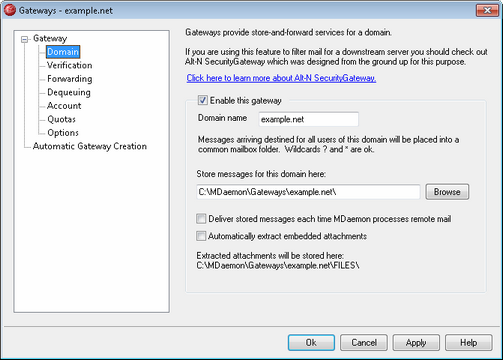 Gateways - example.net
Gateway
Domain
Verification
Forwarding
Dequeuing
Account
Quotas
Options
Automatic Gateway Creation
Gateways provide store-and-forward services for a domain.
If you are using this feature to filter mail for a downstream server you should check out
Alt-N SecurityGateway which was designed from the ground up for this purpose.
Click here to learn more about Alt-N SecurityGateway.
Enable this gateway
Domain name example.net
Messages arriving destined for all users of this domain will be placed into a
common mailbox folder. Wildcards ? and * are ok.
Store messages for this domain here:
C:\MDaemon\Gateways\example.net\ Browse
Deliver stored messages each time MDaemon processes remote mail
Automatically extract embedded attachments
Extracted attachments will be stored here:
C:\MDaemon\Gateways\example.net\FILES\
Ok Cancel Apply Help